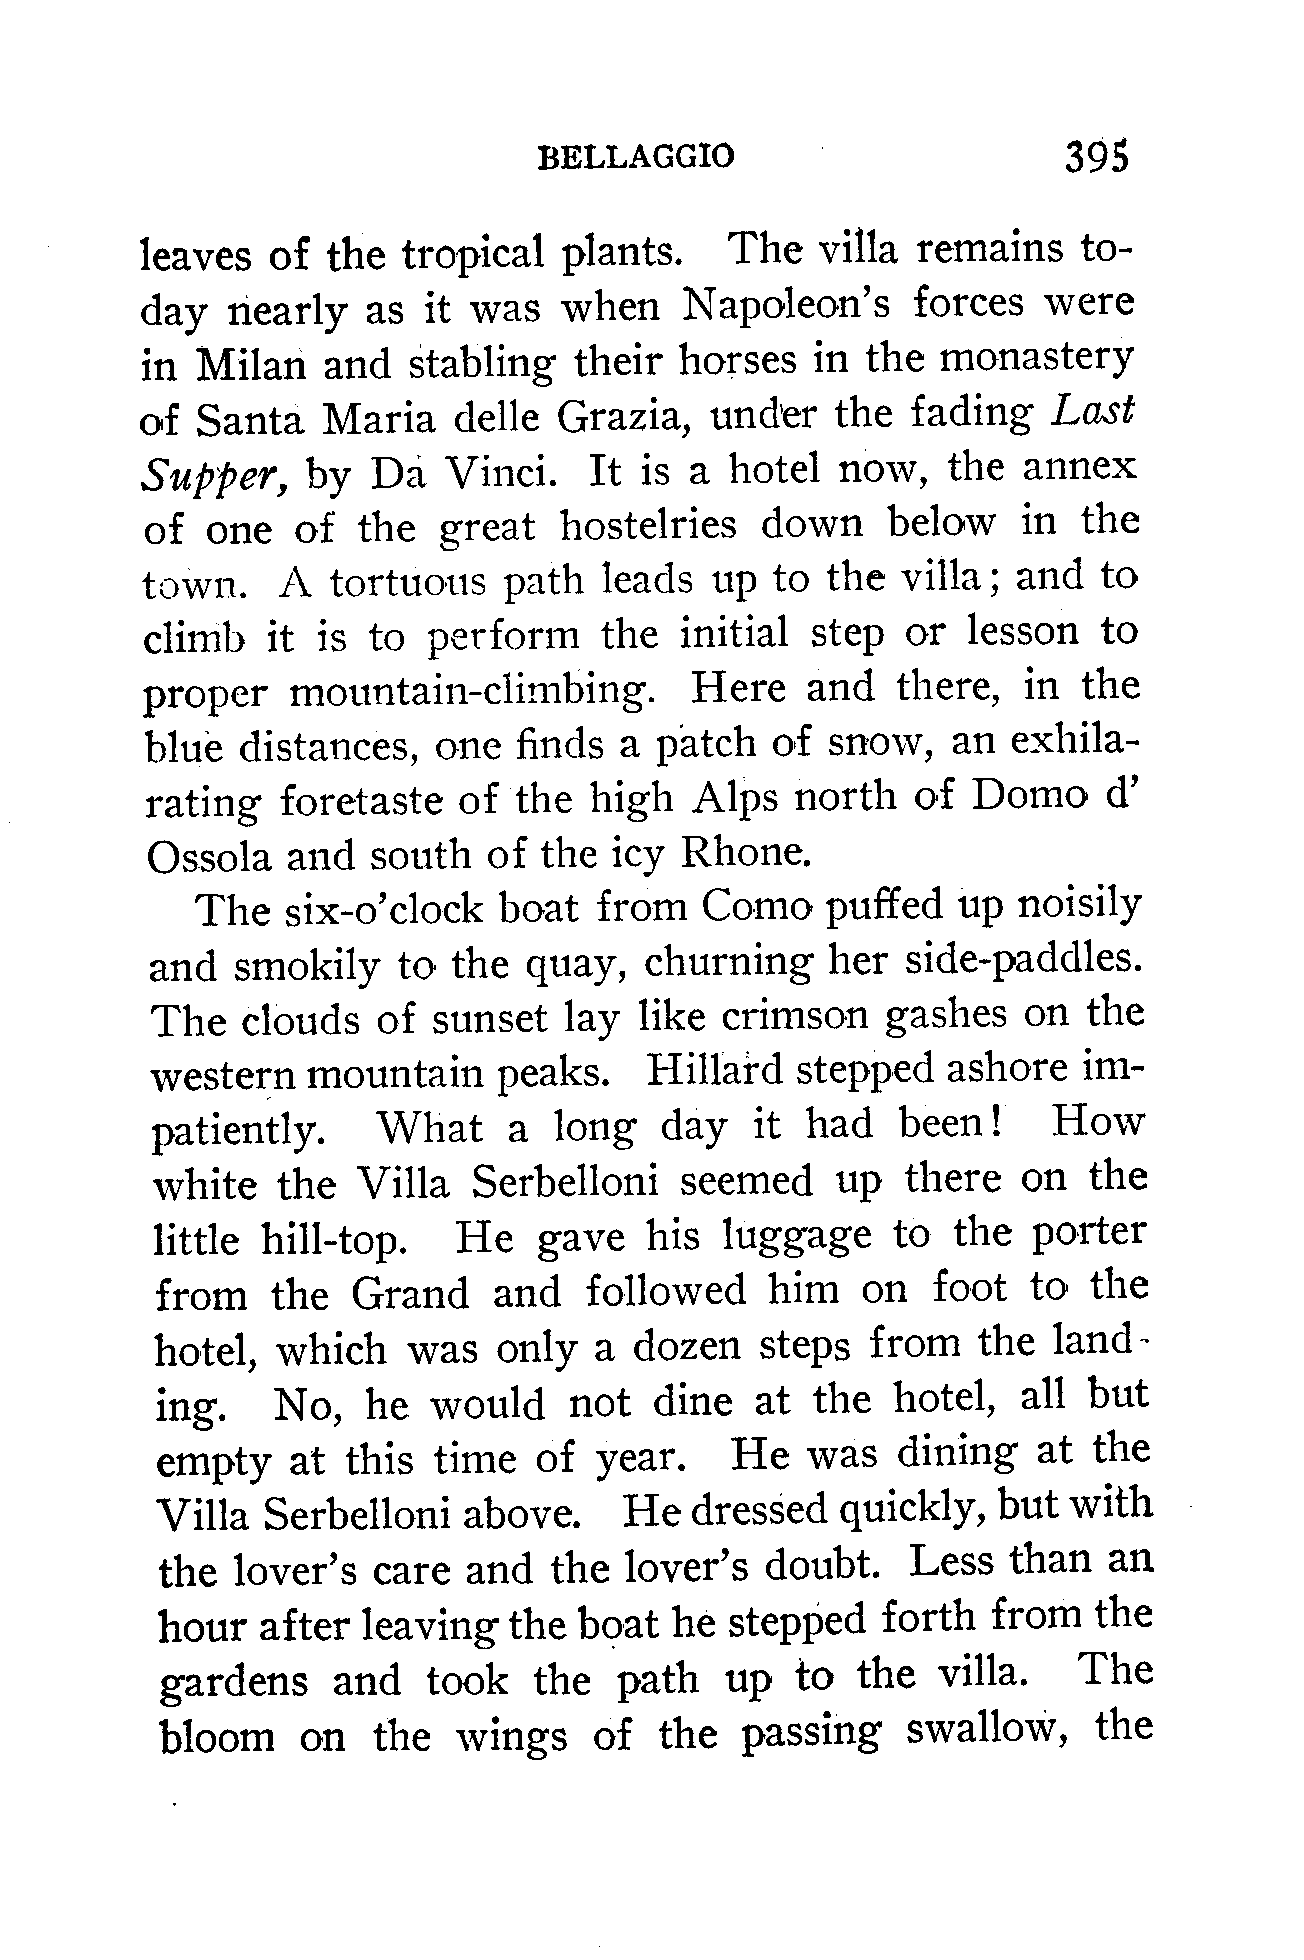 BELLAGGIO 395
leaves of the tropical plants. The villa remains to-
day nearly as it was when Napoleon's forces were
in Milan and stabling their horses in the monastery
of Santa Maria delle Grazia, under the fading Last
Supper, by Da Vinci. It is a hotel now, the annex
of one of the great hostelries down below in the
town. A tortuous path leads up to the villa; and to
climb it is to perform the initial step or lesson to
proper mountain-climbing. Here and there, in the
blue distances, one finds a patch of snow, an exhila-
rating foretaste of the high Alps north of Domo d'
Ossola and south of the icy Rhone.
The six-o'clock boat from Como puffed up noisily
and smokily to the quay, churning her side-paddles.
The clouds of sunset lay like crimson gashes on the
western mountain peaks. Hillard stepped ashore im-
patiently. What a long day it had been! How
white the Villa Serbelloni seemed up there on the
little hill-top. He gave his luggage to the porter
from the Grand and followed him on foot to the
hotel, which was only a dozen steps from the land-
ing. No, he would not dine at the hotel, all but
empty at this time of year. He was dining at the
Villa Serbelloni above. He dressed quickly, but with
the lover's care and the lover's doubt. Less than an
hour after leaving the boat he stepped forth from the
gardens and took the path up to the villa. The
bloom on the wings of the passing swallow, the